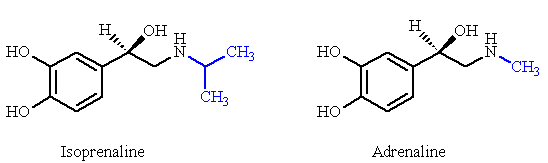 H OH H
HO N CH3
HO CH3
Isoprenaline
H OH H
HO N CH3
HO
Adrenaline